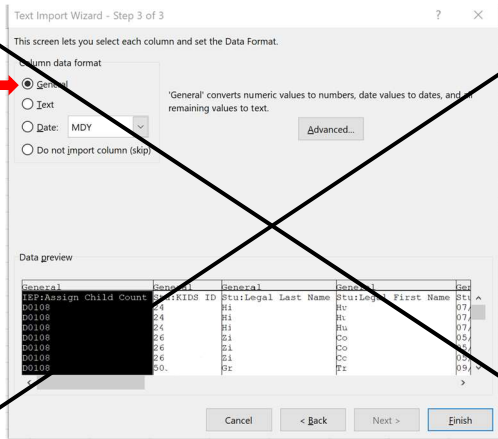 Text Import Wizard - Step 3 of 3 ? ×
This screen lets you select each column and set the Data Format.
Column data format
General
Text
Date: MDY
Do not import column (skip)
'General' converts numeric values to numbers, date values to dates, and all
remaining values to text.
Advanced...
Data preview
General General General General Gen
IEP:Assign Child Count Stu:KIDS ID Stu:Legal Last Name Stu:Legal First Name Stu
D0108 24 Hi Hu 07/
D0108 24 Hi Hu 07/
D0108 24 Hi Hu 07/
D0108 26 Zi Co 05/
D0108 26 Zi Co 05/
D0108 26 Zi Co 05/
D0108 50. Gr Tr 09/
Cancel < Back Next > Finish